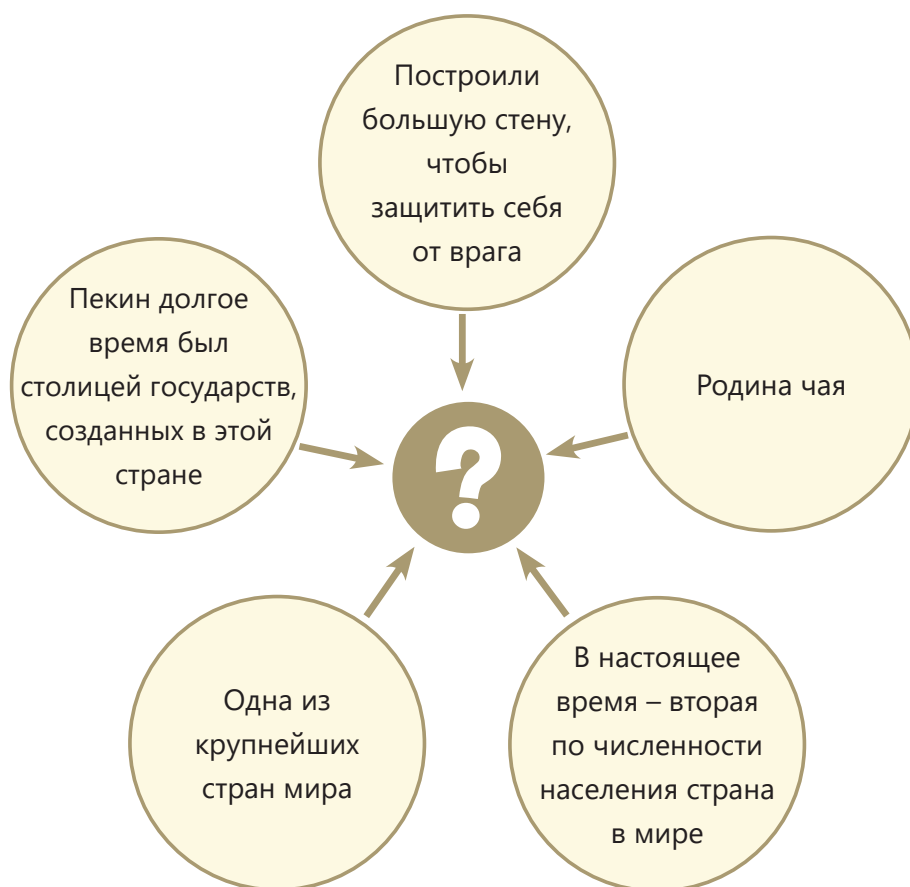 Построили
большую стену,
чтобы
защитить себя
от врага
Пекин долгое
время был
столицей государств,
созданных в этой
стране
Родина чая
?
Одна из
крупнейших
стран мира
В настоящее
время – вторая
по численности
населения страна
в мире